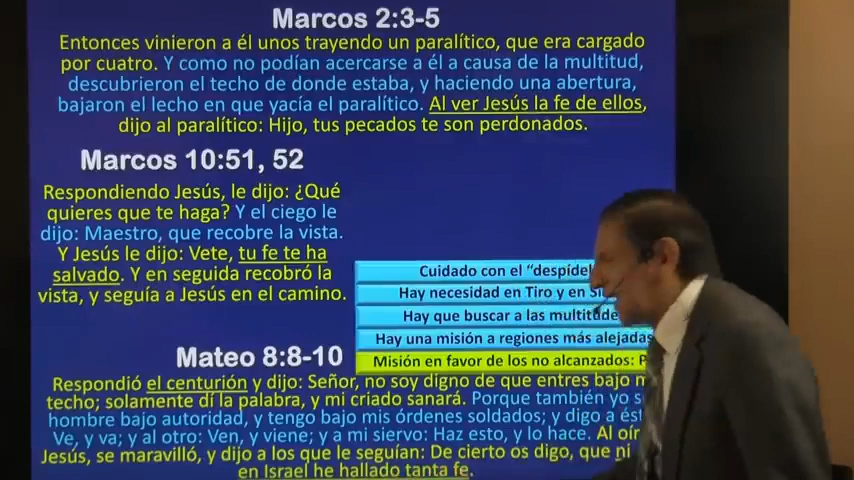 Marcos 2:3-5
Entonces vinieron a él unos trayendo un paralítico, que era cargado
por cuatro. Y como no podían acercarse a él a causa de la multitud,
descubrieron el techo de donde estaba, y haciendo una abertura,
bajaron el lecho en que yacía el paralítico. Al ver Jesús la fe de ellos,
dijo al paralítico: Hijo, tus pecados te son perdonados.
Marcos 10:51, 52
Respondiendo Jesús, le dijo: ¿Qué
quieres que te haga? Y el ciego le
dijo: Maestro, que recobre la vista.
Y Jesús le dijo: Vete, tu fe te ha
salvado. Y en seguida recobró la
vista, y seguía a Jesús en el camino.
Cuidado con el
Hay necesidad en Tiro y en
Hay que buscar a las
Hay una misión a regiones más alejadas
Misión en favor de los no alcanzados:
Mateo 8:8-10
Respondió el centurión y dijo: Señor, no soy digno de que entres bajo
techo; solamente dí la palabra, y mi criado sanará. Porque también yo
hombre bajo autoridad, y tengo bajo mis órdenes soldados; y digo a
Ve, y va; y al otro: Ven, y viene; y a mi siervo: Haz esto, y lo hace. Al oír
Jesús, se maravilló, y dijo a los que le seguían: De cierto os digo, que ni
en Israel he hallado tanta fe.